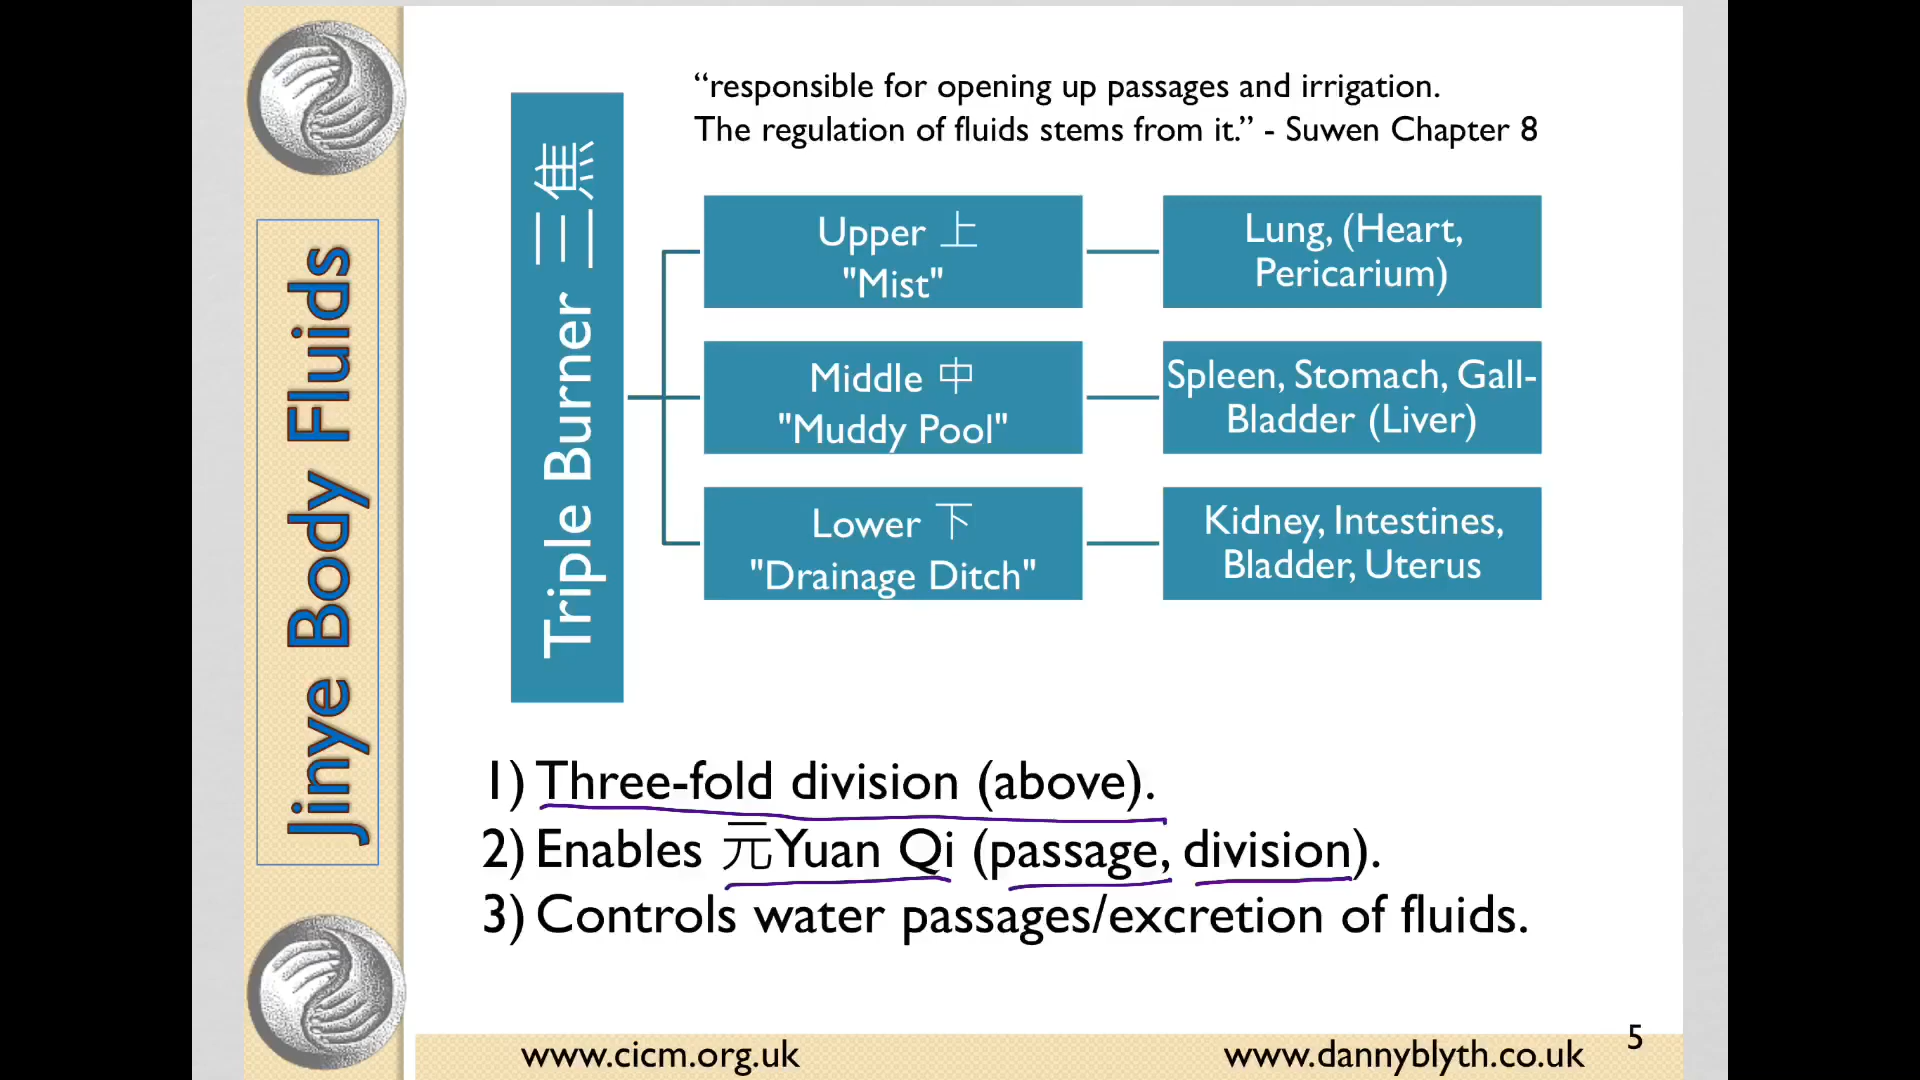 Jinye Body Fluids
“responsible for opening up passages and irrigation.
The regulation of fluids stems from it.” - Suwen Chapter 8
Triple Burner 三焦
Upper 上
"Mist"
Lung, (Heart,
Pericarium)
Middle 中
"Muddy Pool"
Spleen, Stomach, Gall-
Bladder (Liver)
Lower 下
"Drainage Ditch"
Kidney, Intestines,
Bladder, Uterus
1) Three-fold division (above).
2) Enables 元Yuan Qi (passage, division).
3) Controls water passages/excretion of fluids.
www.cicm.org.uk
www.dannyblyth.co.uk
5